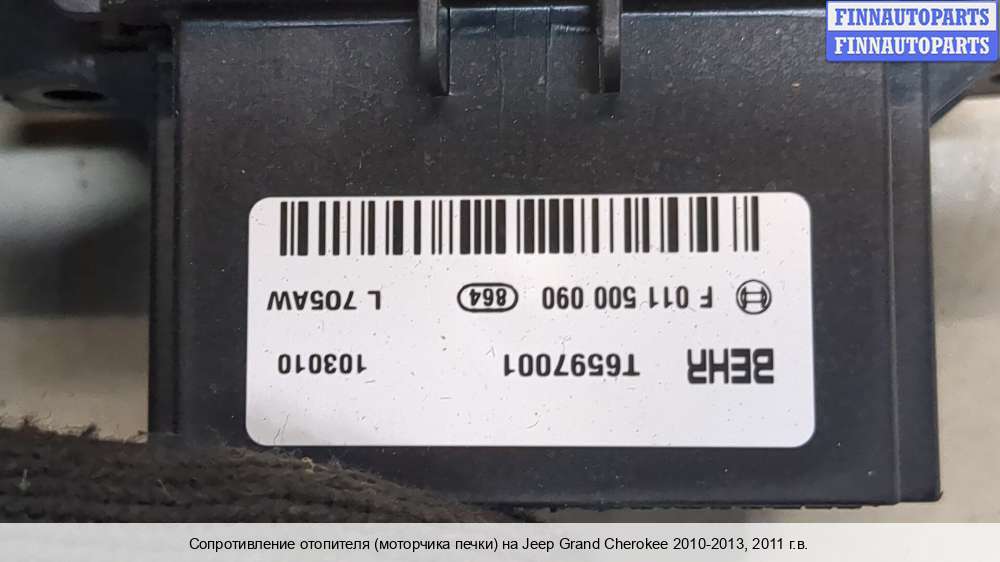 FINNAUTOPARTS
FINNAUTOPARTS
BEHR T6597001 103010
F 011 500 090 864 L 705AW
Сопротивление отопителя (моторчика печки) на Jeep Grand Cherokee 2010-2013, 2011 г.в.